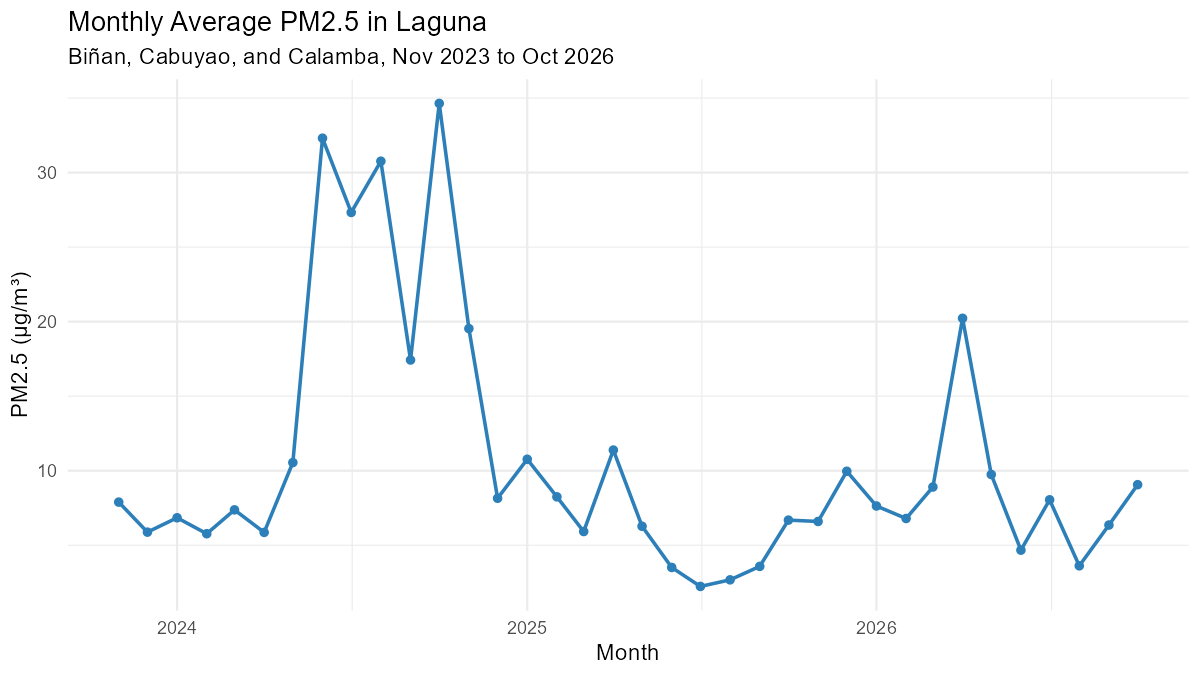 Monthly Average PM2.5 in Laguna
Biñan, Cabuyao, and Calamba, Nov 2023 to Oct 2026
PM2.5 (µg/m³)
30
20
10
2024 2025 2026
Month